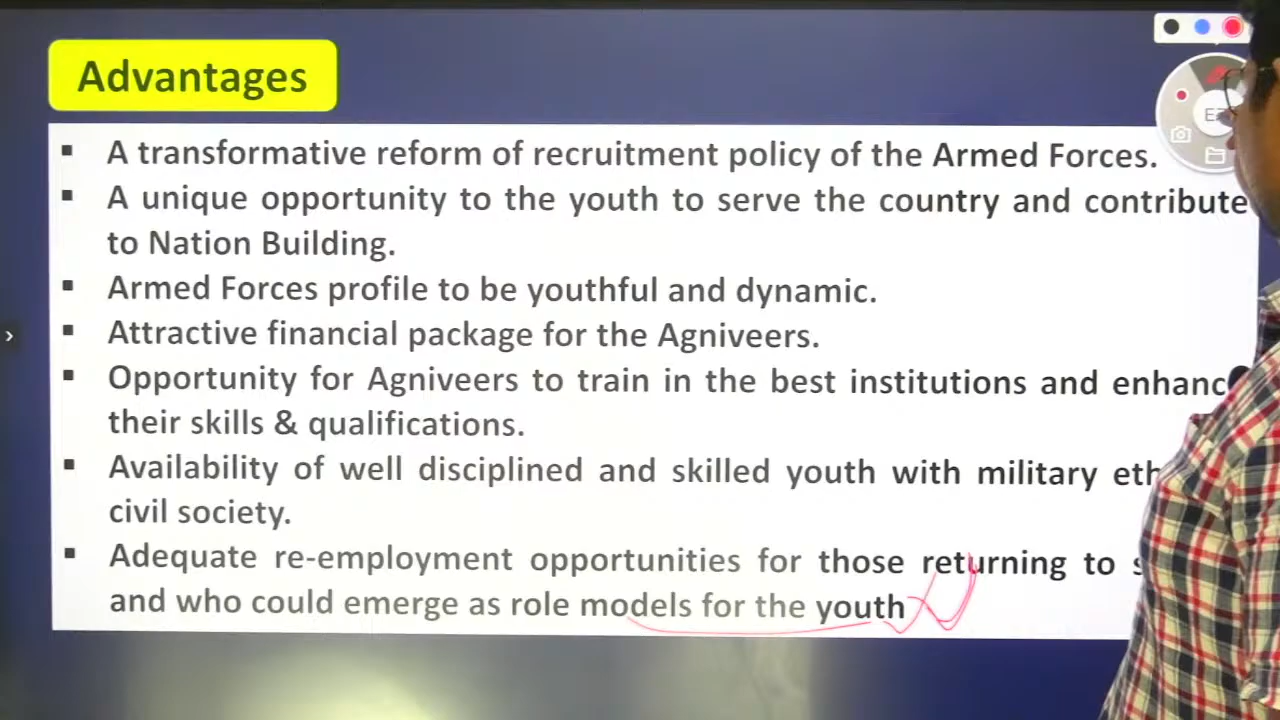 Advantages
▪ A transformative reform of recruitment policy of the Armed Forces.
▪ A unique opportunity to the youth to serve the country and contribute
to Nation Building.
▪ Armed Forces profile to be youthful and dynamic.
▪ Attractive financial package for the Agniveers.
▪ Opportunity for Agniveers to train in the best institutions and
their skills & qualifications.
▪ Availability of well disciplined and skilled youth with military
civil society.
▪ Adequate re-employment opportunities for those returning to
and who could emerge as role models for the youth